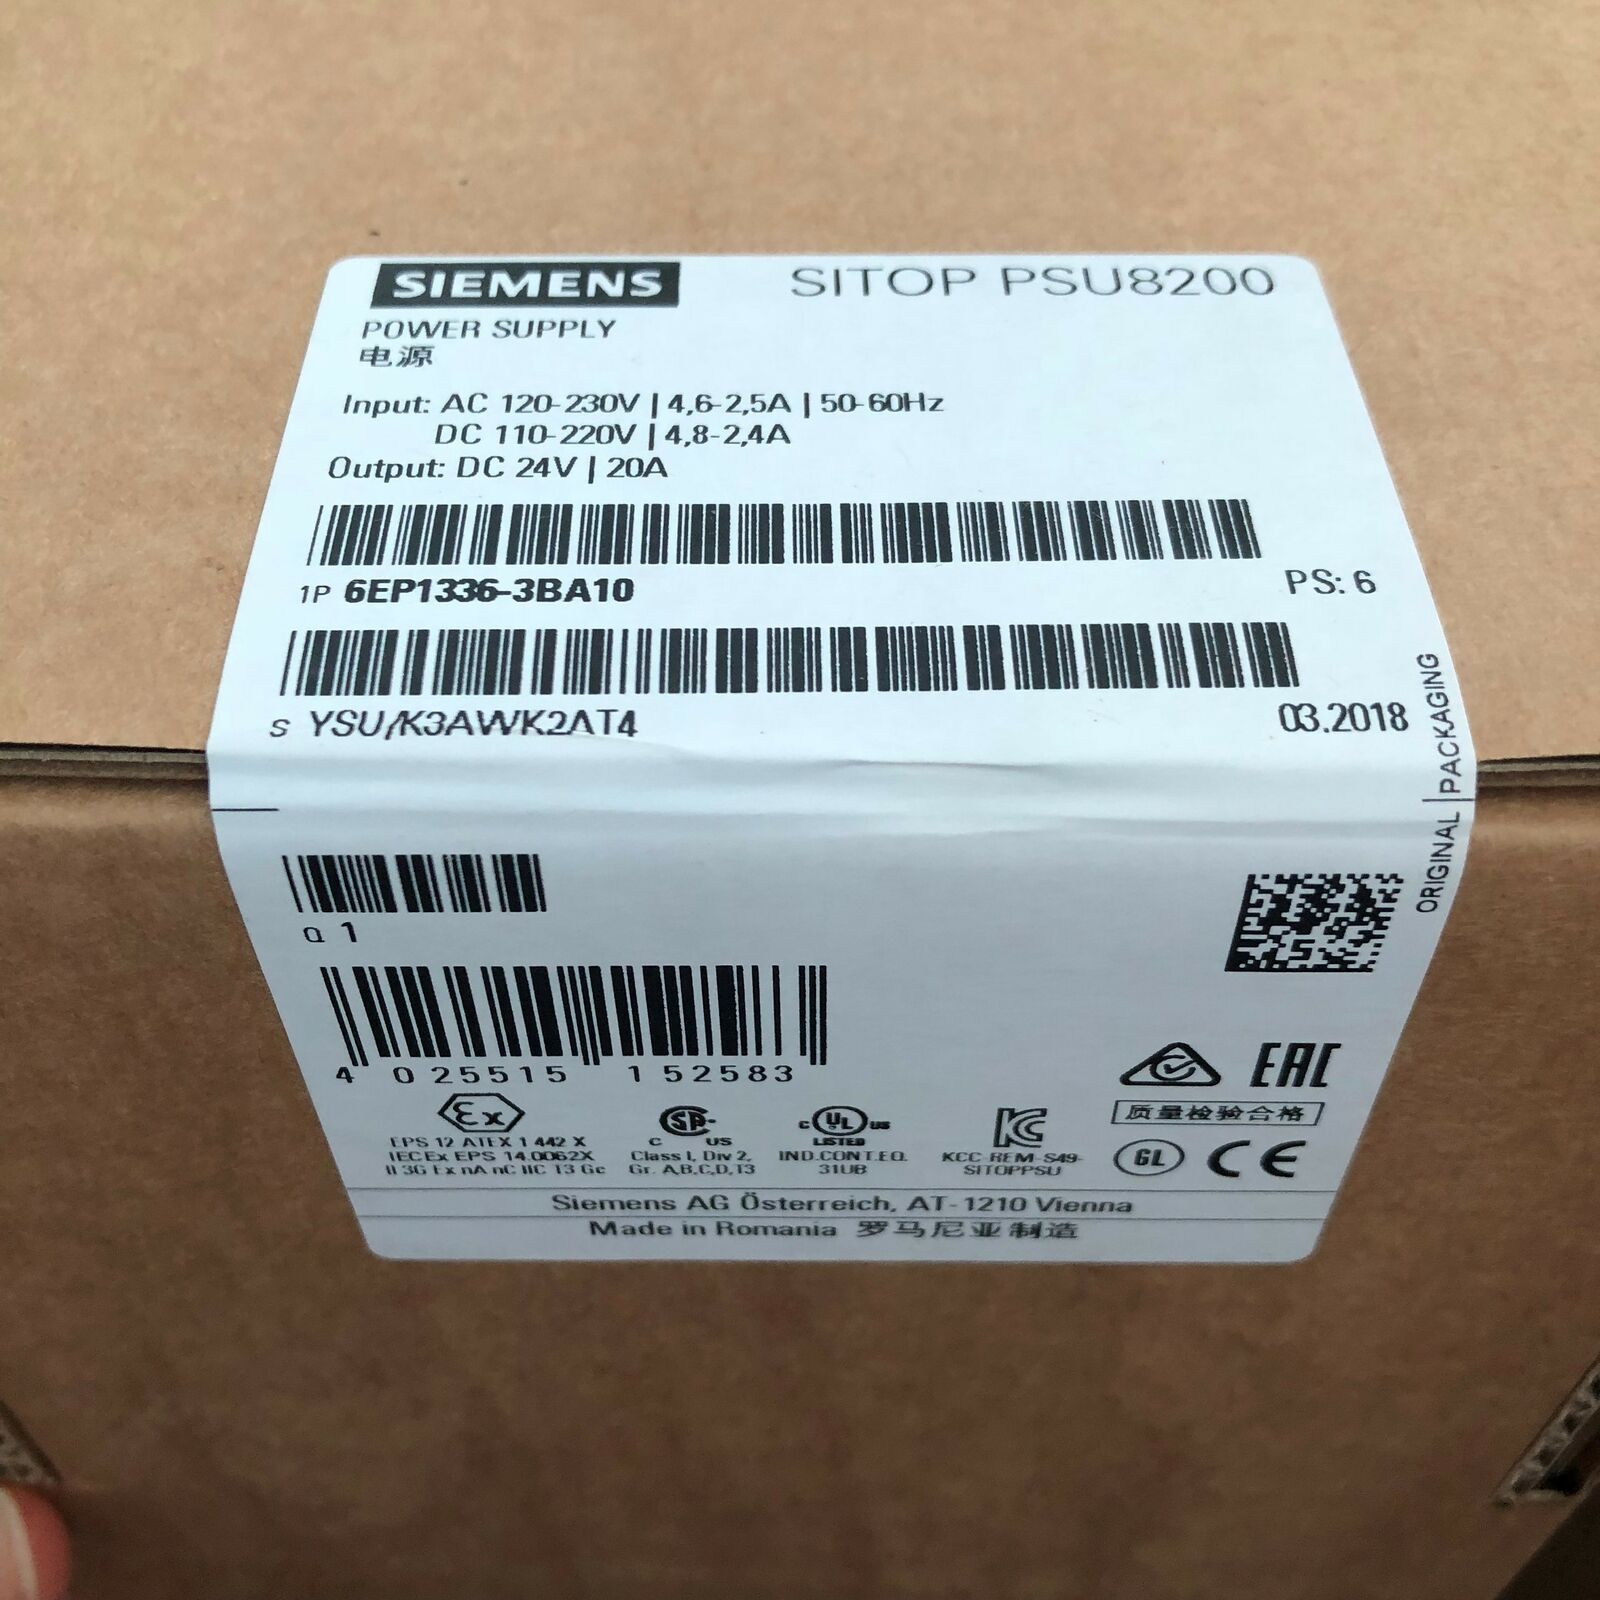 SIEMENS SITOP PSU8200
POWER SUPPLY
电源
Input: AC 120-230V | 4,6-2,5A | 50-60Hz
DC 110-220V | 4,8-2,4A
Output: DC 24V | 20A
1P 6EP1336-3BA10 PS: 6
S YSU/K3AWK2AT4 03.2018
ORIGINAL PACKAGING
Q 1
4 025515 152583
EAC
质量检验合格
Ex
EPS 12 ATEX 1 442 X
IECEx EPS 14.0062X
II 3G Ex nA nC IIC T3 Gc
C SP US
Class I, Div 2,
Gr. A,B,C,D,T3
C UL US
LISTED
IND.CONT.EQ.
31UB
KC
KCC-REM-S49-
SITOPPSU
GL CE
Siemens AG Österreich, AT-1210 Vienna
Made in Romania 罗马尼亚制造